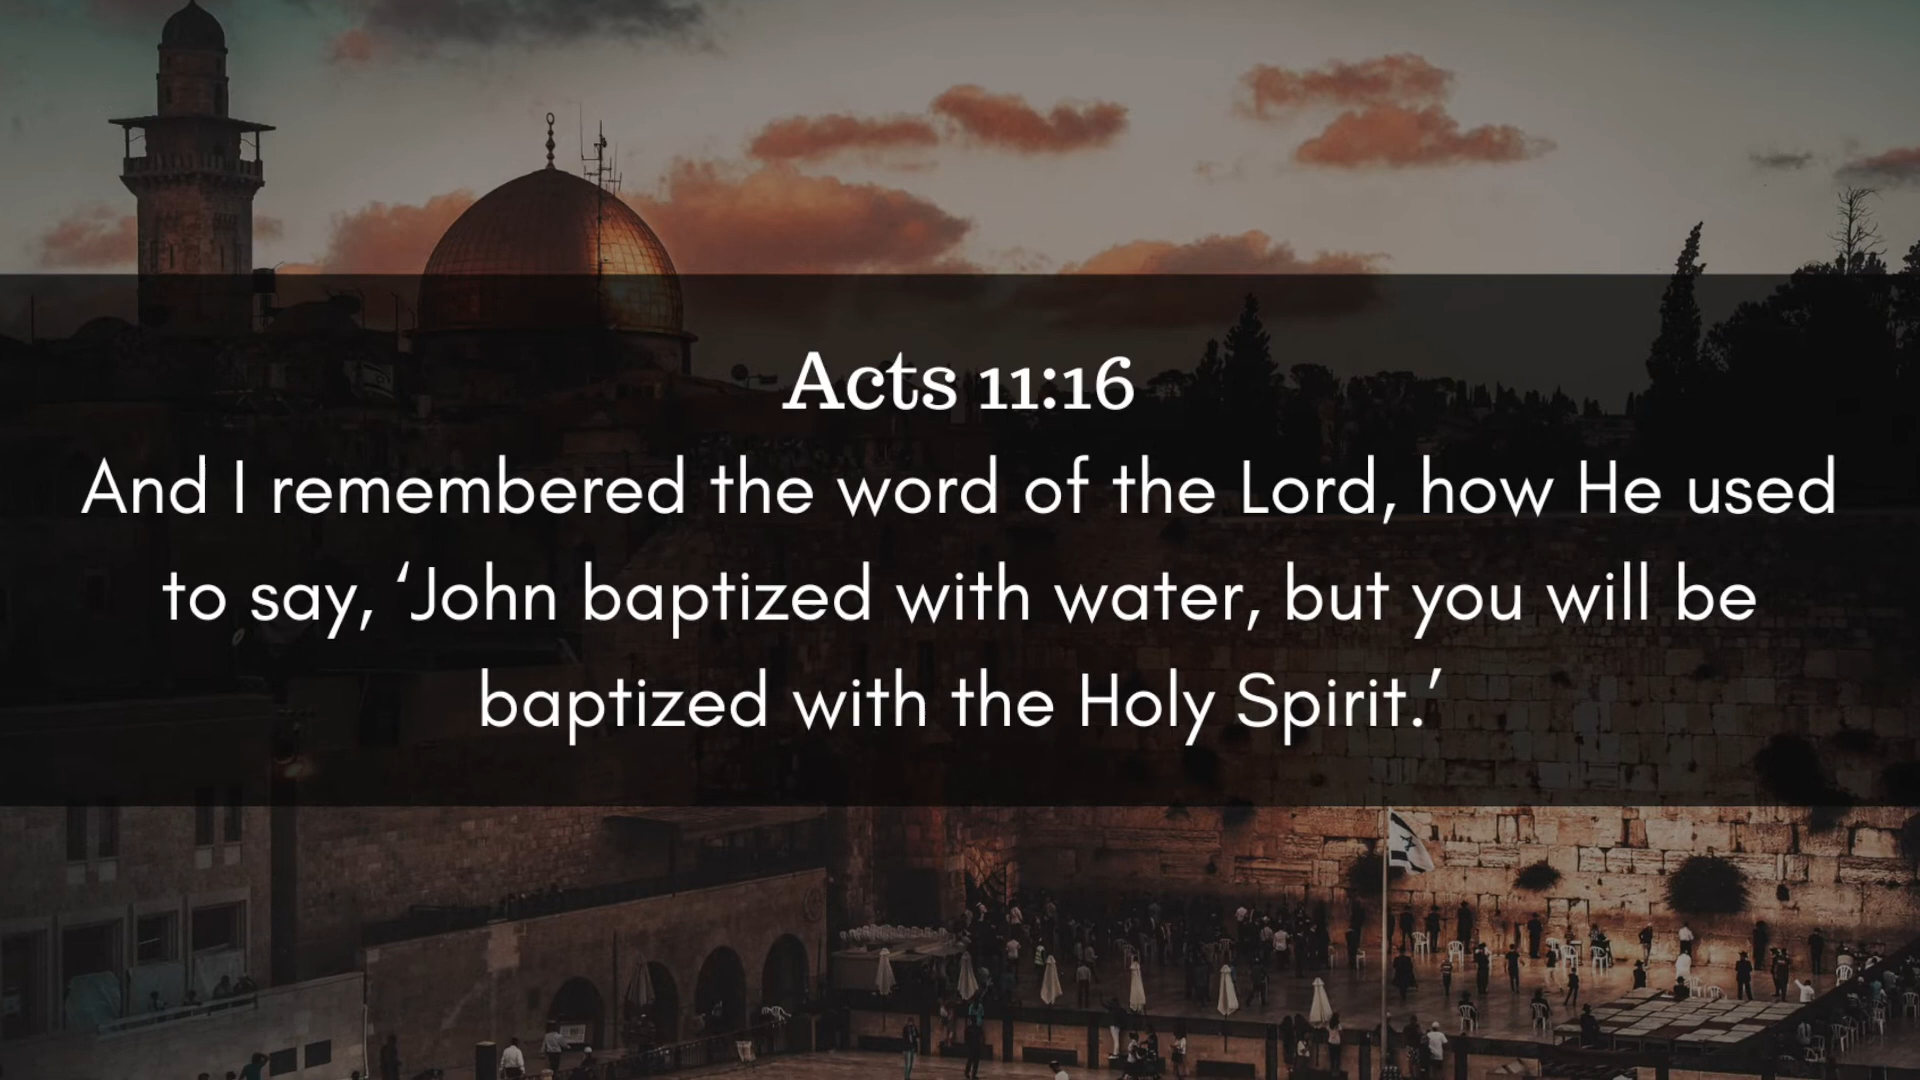 Acts 11:16
And I remembered the word of the Lord, how He used
to say, ‘John baptized with water, but you will be
baptized with the Holy Spirit.’